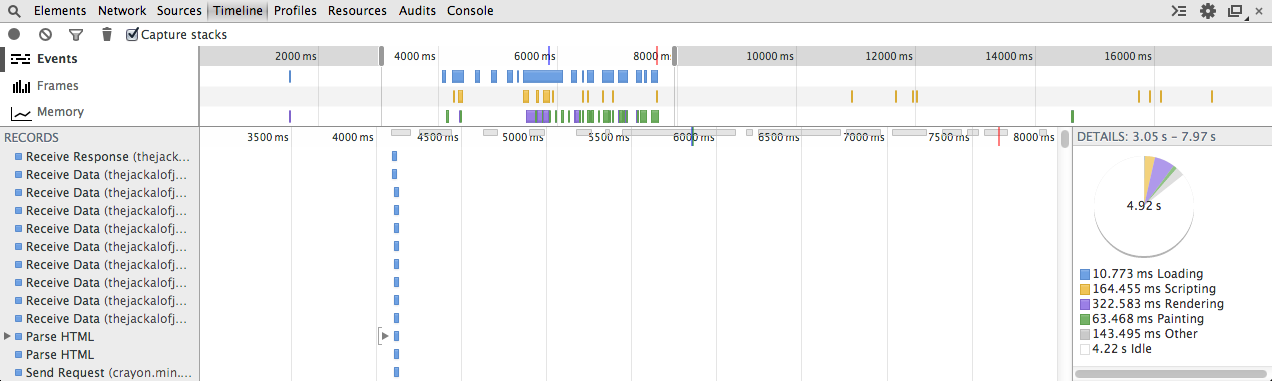 Elements Network Sources Timeline Profiles Resources Audits Console
Capture stacks
Events
Frames
Memory
2000 ms 4000 ms 6000 ms 8000 ms 10000 ms 12000 ms 14000 ms 16000 ms
RECORDS
3500 ms 4000 ms 4500 ms 5000 ms 5500 ms 6000 ms 6500 ms 7000 ms 7500 ms 8000 ms
DETAILS: 3.05 s – 7.97 s
Receive Response (thejack...
Receive Data (thejackalofj...
Receive Data (thejackalofj...
Receive Data (thejackalofj...
Receive Data (thejackalofj...
Receive Data (thejackalofj...
Receive Data (thejackalofj...
Receive Data (thejackalofj...
Receive Data (thejackalofj...
Receive Data (thejackalofj...
Parse HTML
Parse HTML
Send Request (crayon.min....
4.92 s
10.773 ms Loading
164.455 ms Scripting
322.583 ms Rendering
63.468 ms Painting
143.495 ms Other
4.22 s Idle